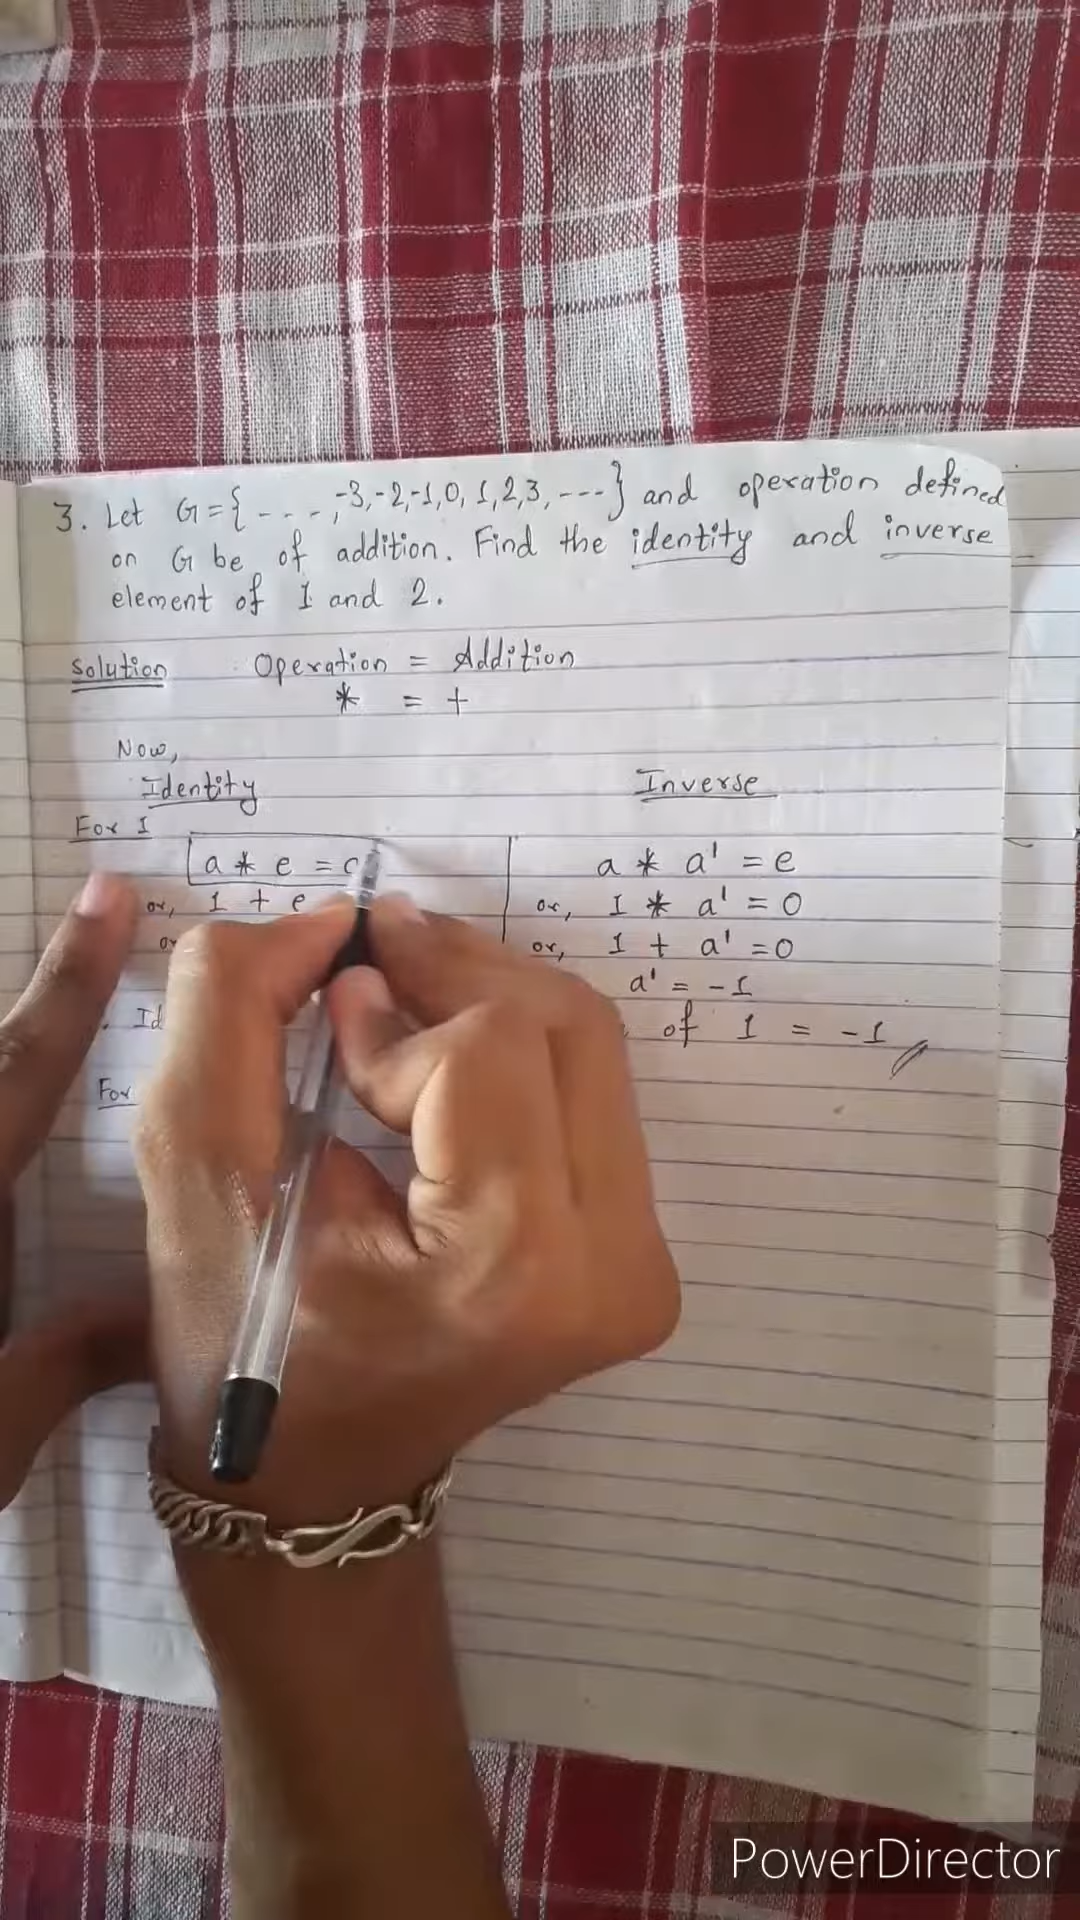 3. Let G={ - - - , -3,-2,-1,0, 1,2,3, --- } and operation defined
on G be of addition. Find the identity and inverse
element of 1 and 2.
Solution Operation = Addition
* = +
Now,
Identity Inverse
For 1
a * e = a * a' = e
or, 1 + e or, 1 * a' = 0
or, 1 + a' = 0
a' = -1
of 1 = -1
For
PowerDirector